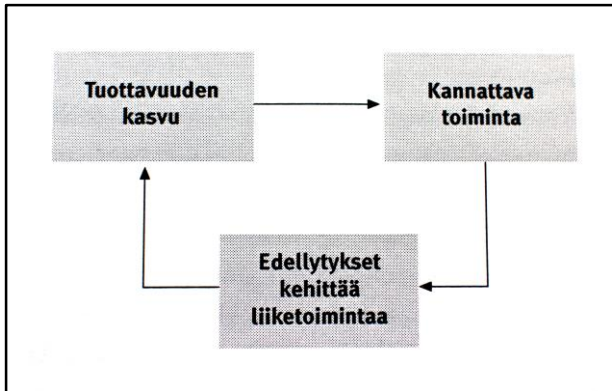 Tuottavuuden
kasvu
Kannattava
toiminta
Edellytykset
kehittää
liiketoimintaa